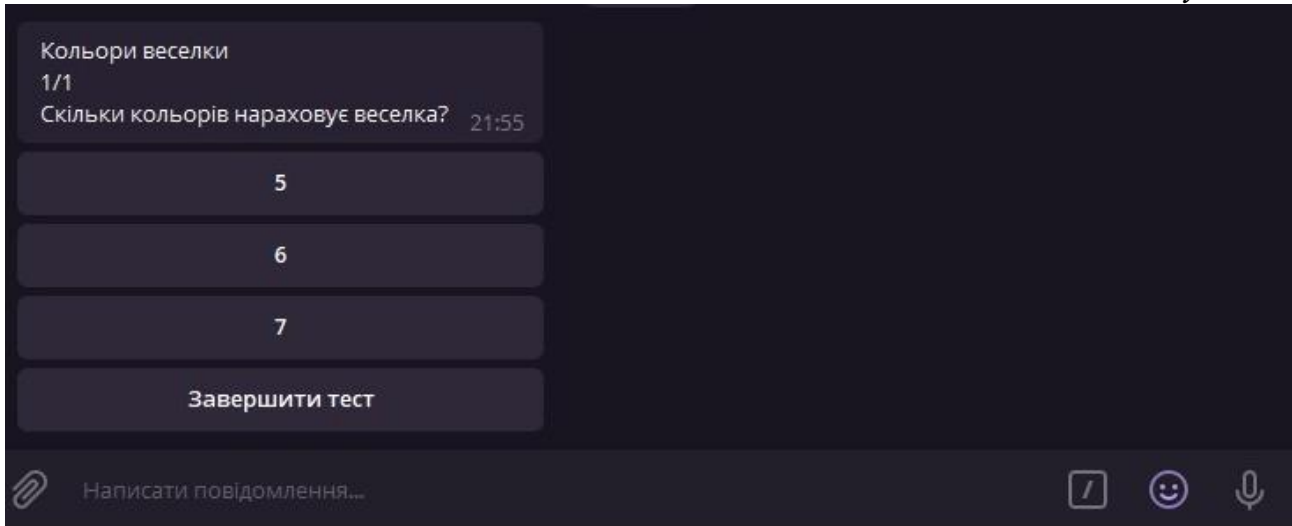 Кольори веселки
1/1
Скільки кольорів нараховує веселка?
21:55
5
6
7
Завершити тест
Написати повідомлення...